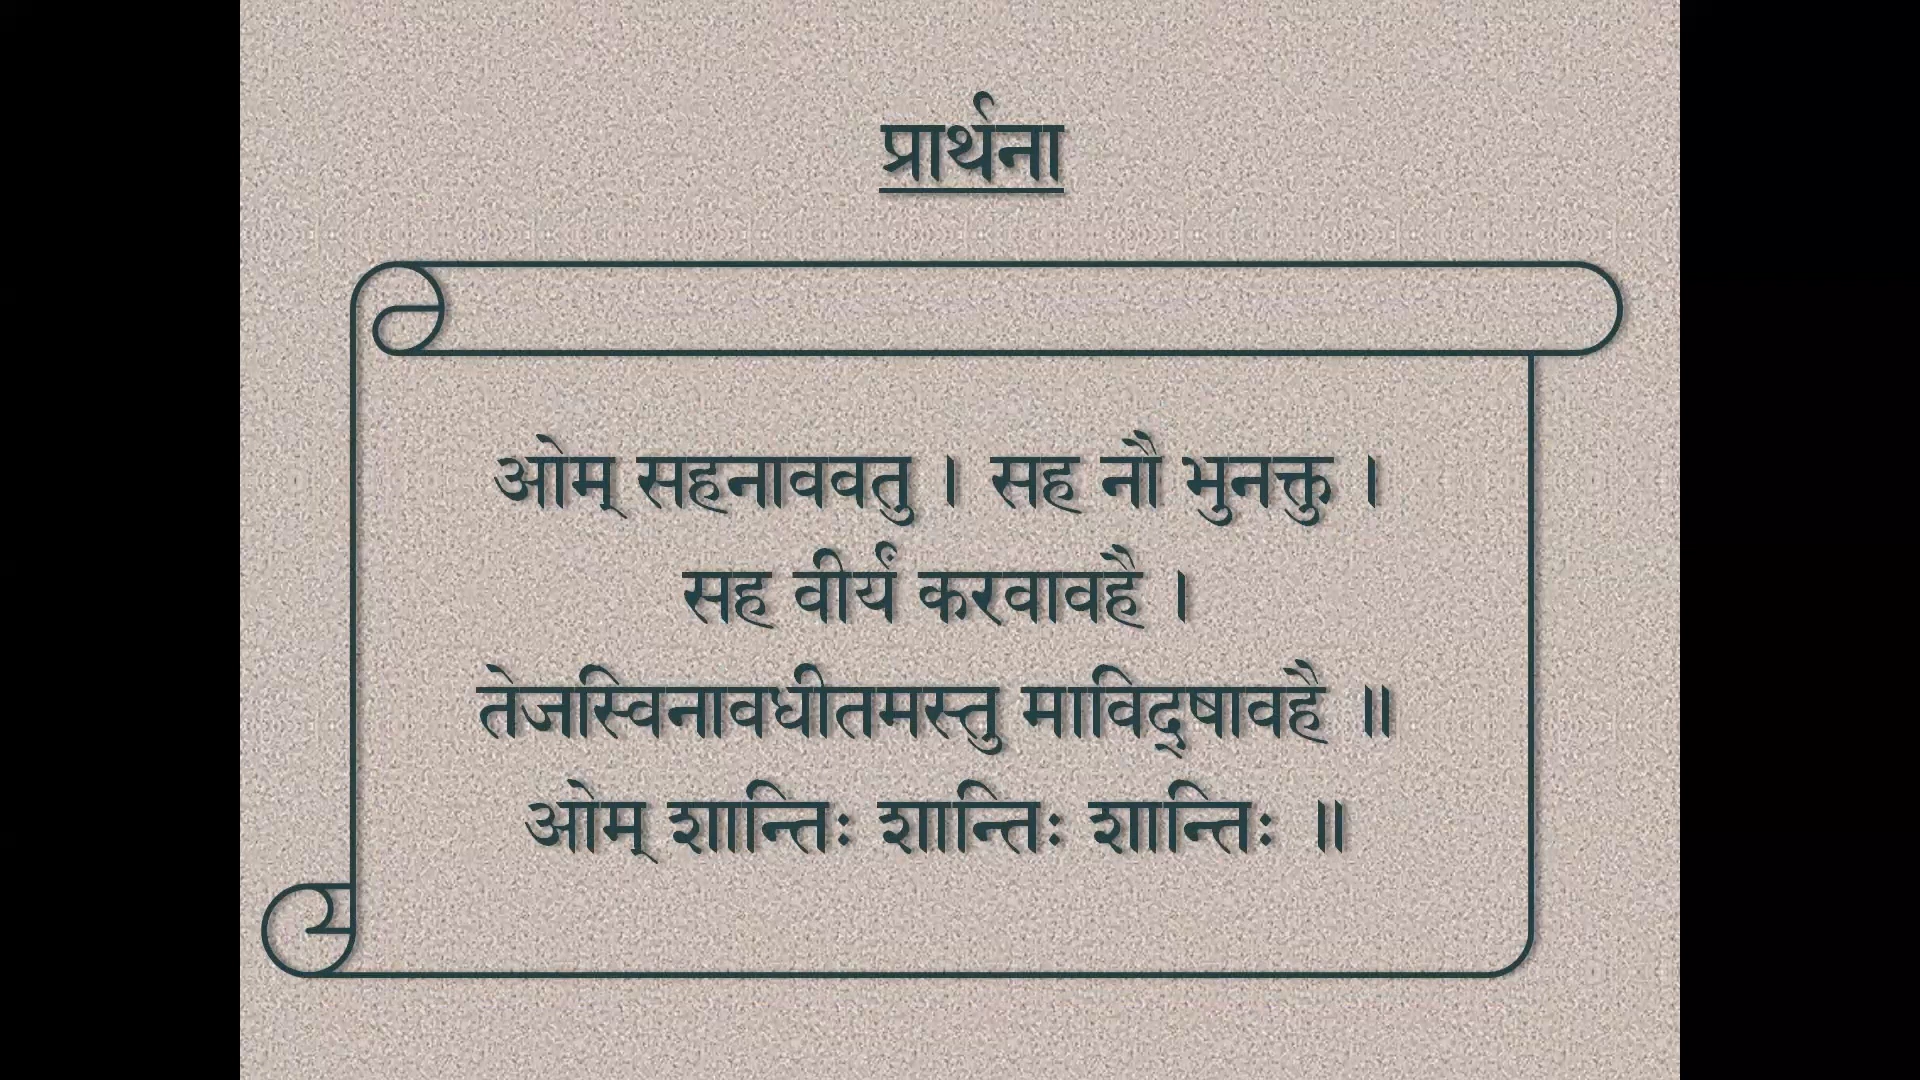 प्रार्थना
ओम् सहनाववतु । सह नौ भुनक्तु ।
सह वीर्यं करवावहै ।
तेजस्विनावधीतमस्तु माविद्षावहै ॥
ओम् शान्तिः शान्तिः शान्तिः ॥